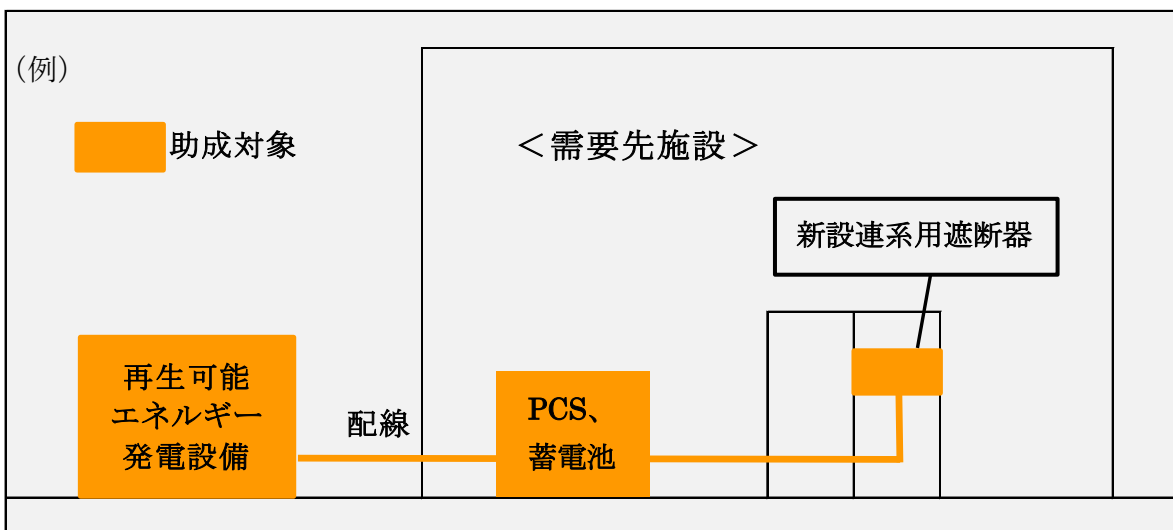 （例）
助成対象
＜需要先施設＞
新設連系用遮断器
再生可能
エネルギー
発電設備
配線
PCS、
蓄電池